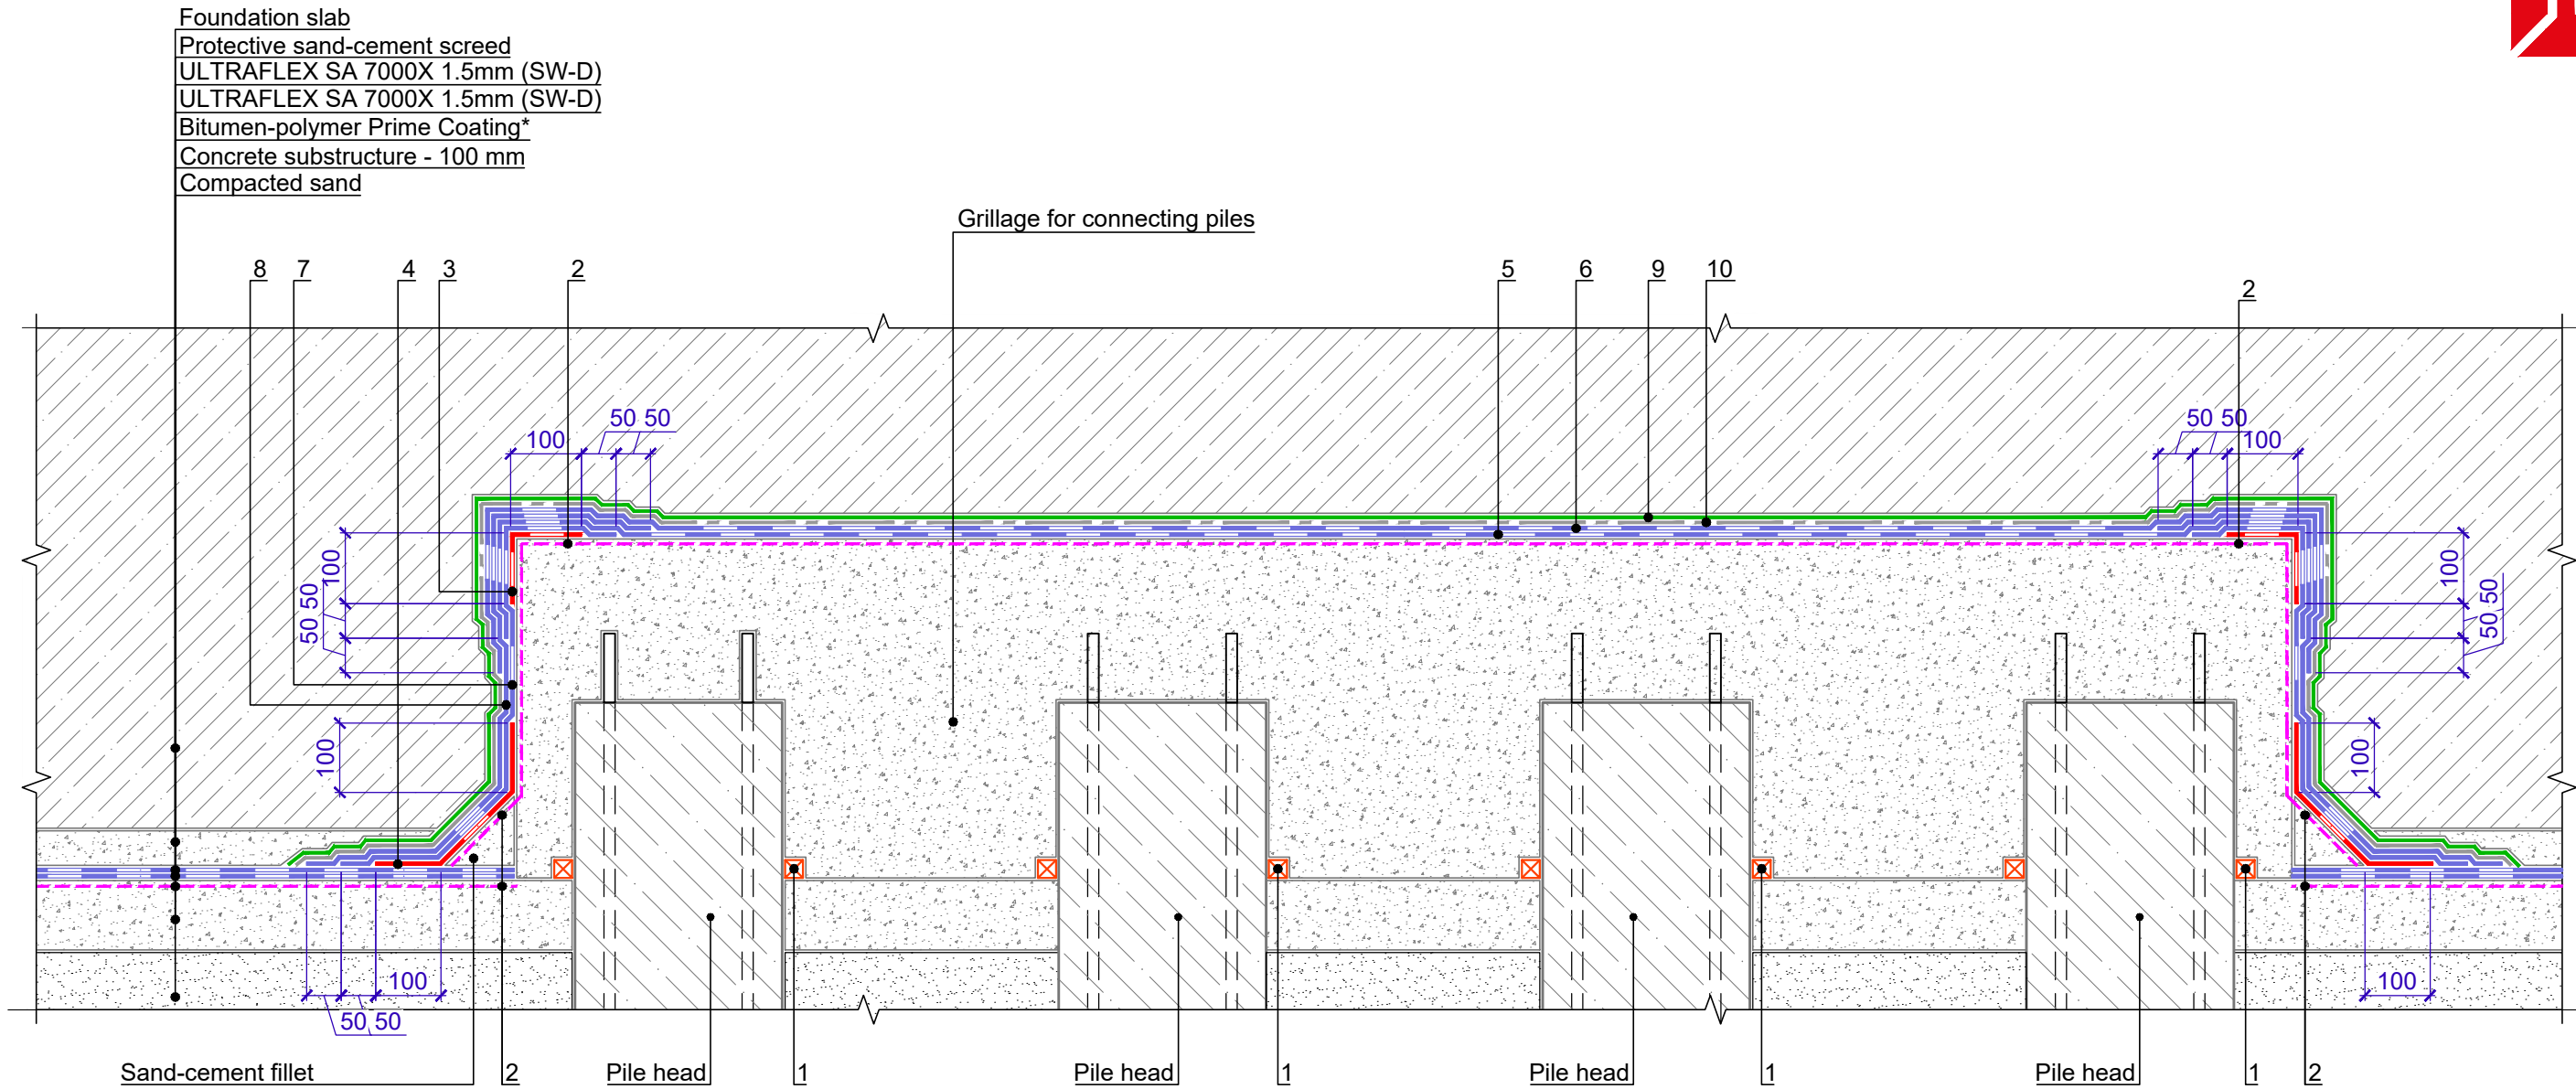 Foundation slab
Protective sand-cement screed
ULTRAFLEX SA 7000X 1.5mm (SW-D)
ULTRAFLEX SA 7000X 1.5mm (SW-D)
Bitumen-polymer Prime Coating*
Concrete substructure - 100 mm
Compacted sand
Grillage for connecting piles
8 7 4 3 2 5 6 9 10 2
50 50
100
50 50
100
100
50 50
100
50 50
100
100
100
50 50
100
Sand-cement fillet 2 Pile head 1 Pile head 1 Pile head 1 Pile head 1 2